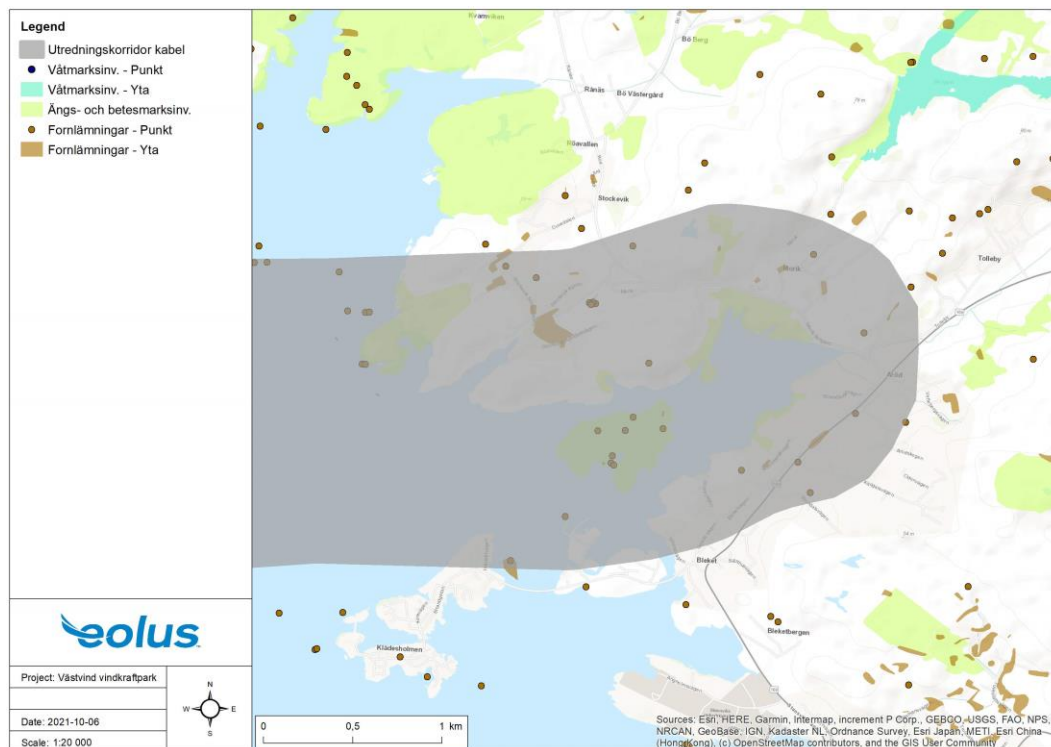 Legend
Utredningskorridor kabel
Våtmarksinv. - Punkt
Våtmarksinv. - Yta
Ängs- och betesmarksinv.
Fornlämningar - Punkt
Fornlämningar - Yta
eolus
Project: Västvind vindkraftpark
Date: 2021-10-06
Scale: 1:20 000
N
W
E
S
Kvarnvikan
Bö Berg
Rånäs
Bö Västergård
Röavallen
Stockevik
Tolleby
Bleket
Bleketbergen
Klädesholmen
0
0,5
1 km
Sources: Esri, HERE, Garmin, Intermap, increment P Corp., GEBCO, USGS, FAO, NPS,
NRCAN, GeoBase, IGN, Kadaster NL, Ordnance Survey, Esri Japan, METI, Esri China
(Hong Kong), (c) OpenStreetMap contributors, and the GIS User Community